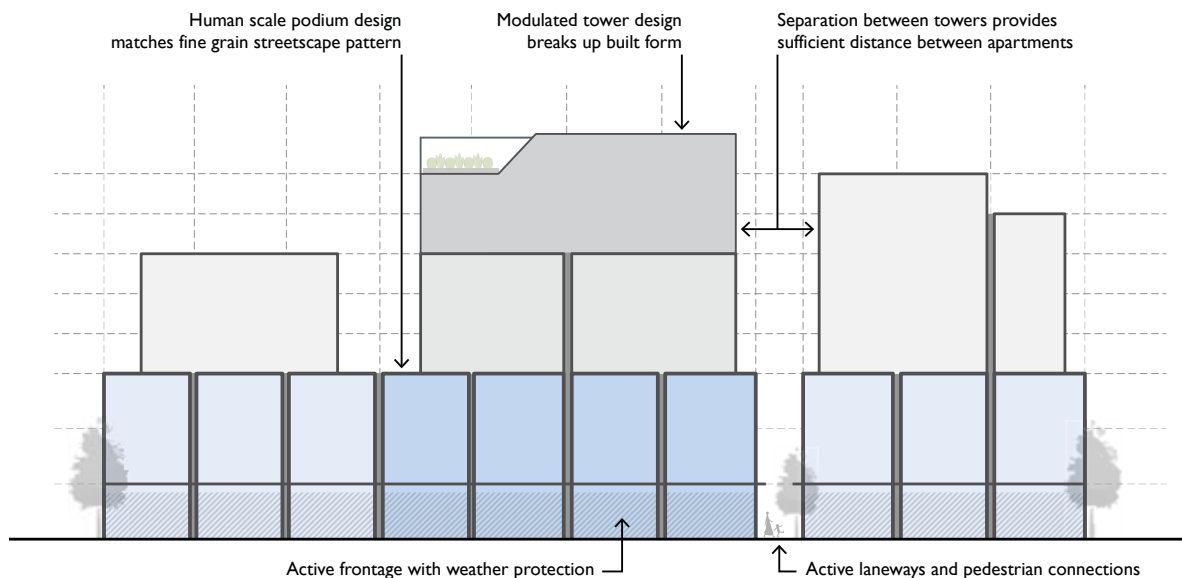 Human scale podium design
matches fine grain streetscape pattern
Modulated tower design
breaks up built form
Separation between towers provides
sufficient distance between apartments
Active frontage with weather protection
Active laneways and pedestrian connections